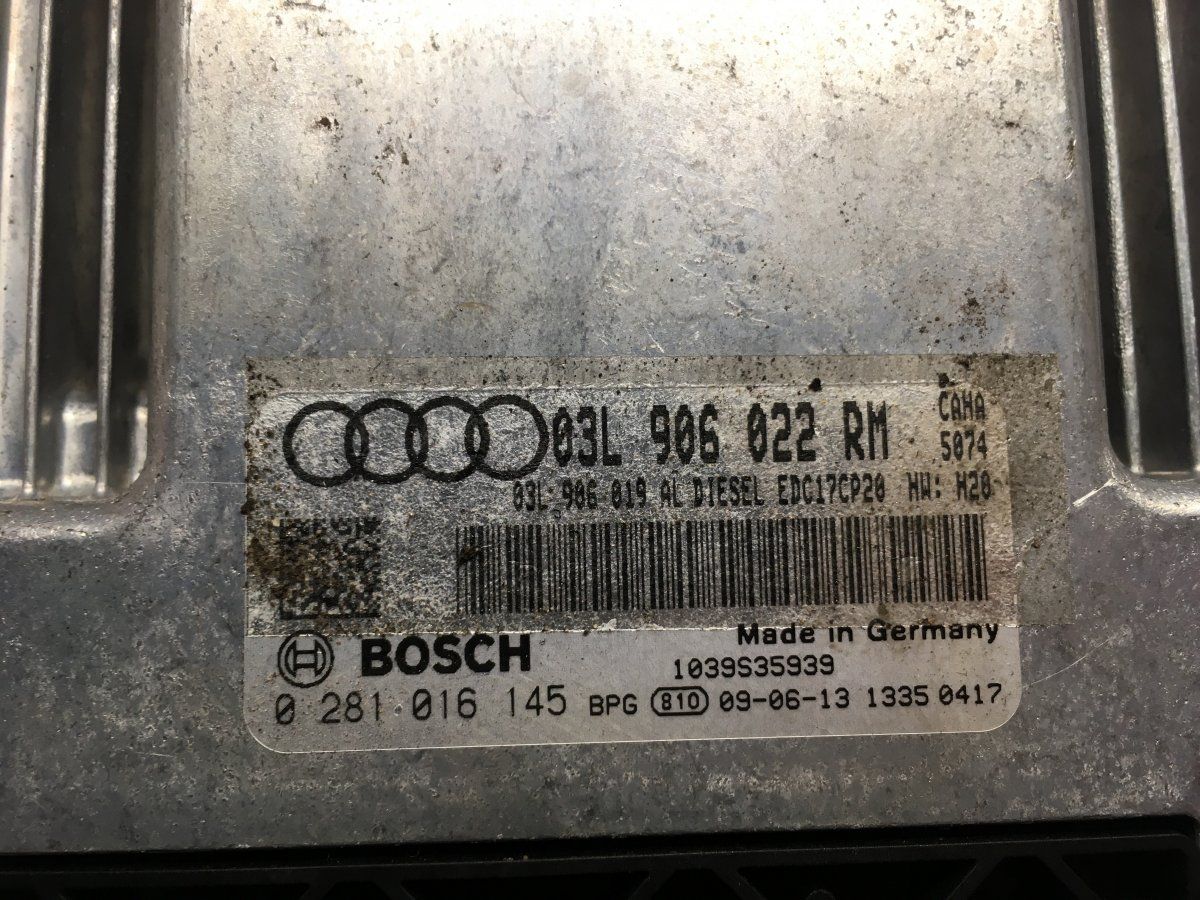 03L 906 022 RM CAHA
5074
03L 906 019 AL DIESEL EDC17CP20 HW: H20
Made in Germany
BOSCH
1039S35939
0 281 016 145 BPG 810 09-06-13 1335 0417